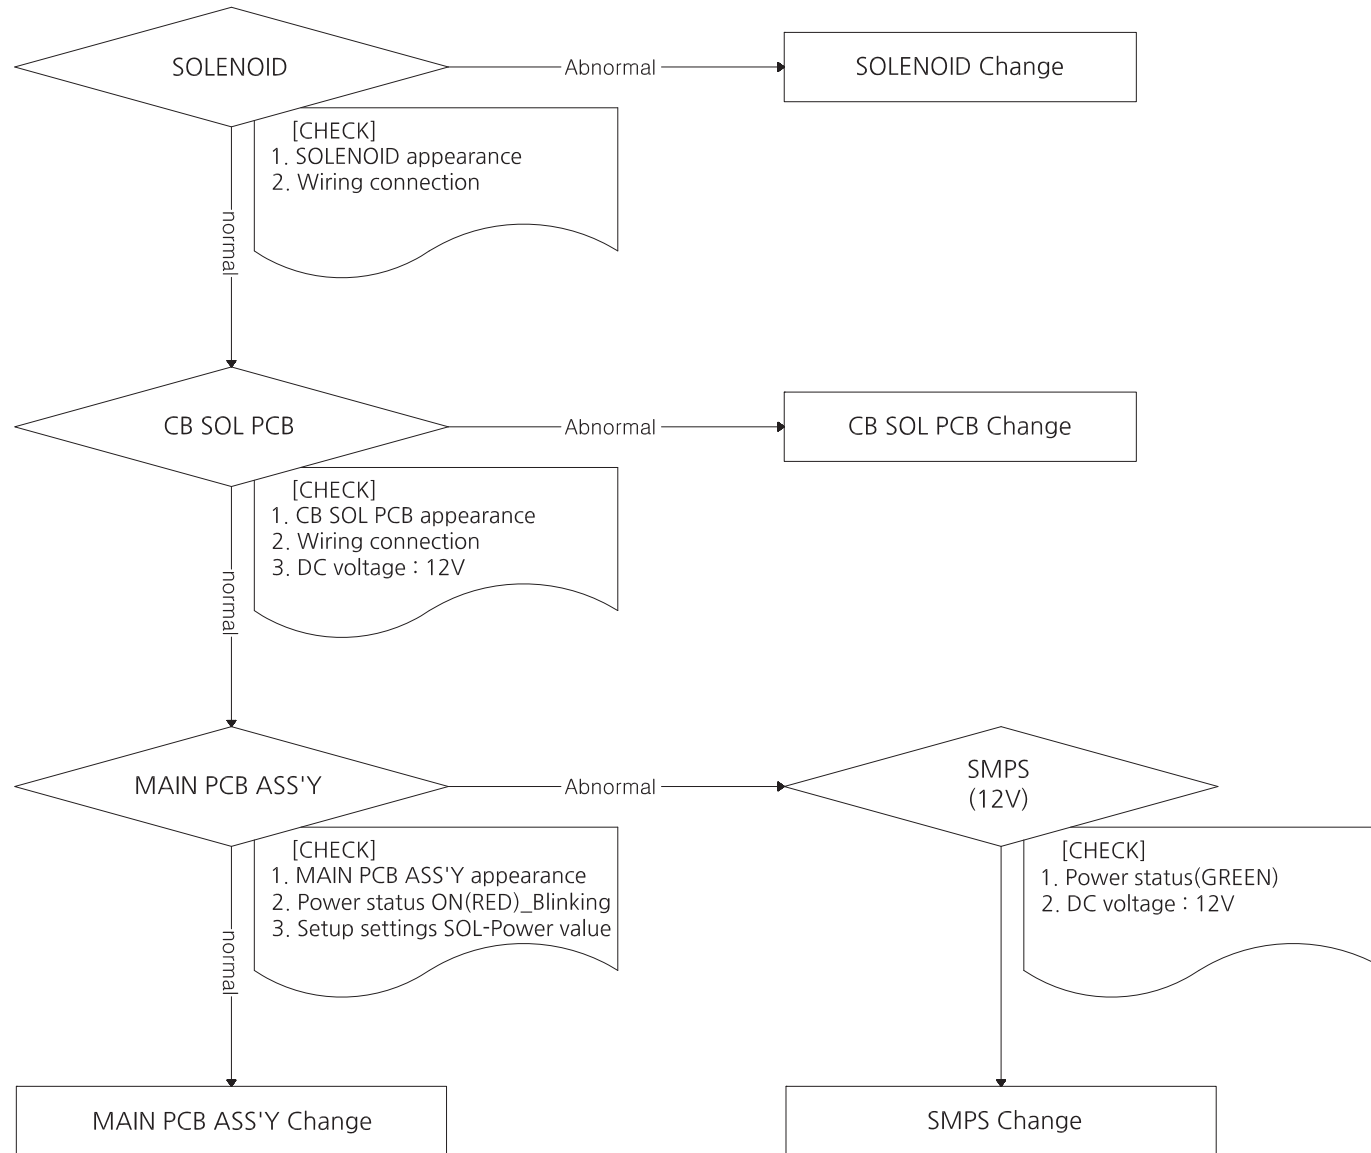 SOLENOID
Abnormal
SOLENOID Change
[CHECK]
1. SOLENOID appearance
2. Wiring connection
normal
CB SOL PCB
Abnormal
CB SOL PCB Change
[CHECK]
1. CB SOL PCB appearance
2. Wiring connection
3. DC voltage : 12V
normal
MAIN PCB ASS'Y
Abnormal
SMPS
(12V)
[CHECK]
1. MAIN PCB ASS'Y appearance
2. Power status ON(RED)_Blinking
3. Setup settings SOL-Power value
[CHECK]
1. Power status(GREEN)
2. DC voltage : 12V
normal
MAIN PCB ASS'Y Change
SMPS Change